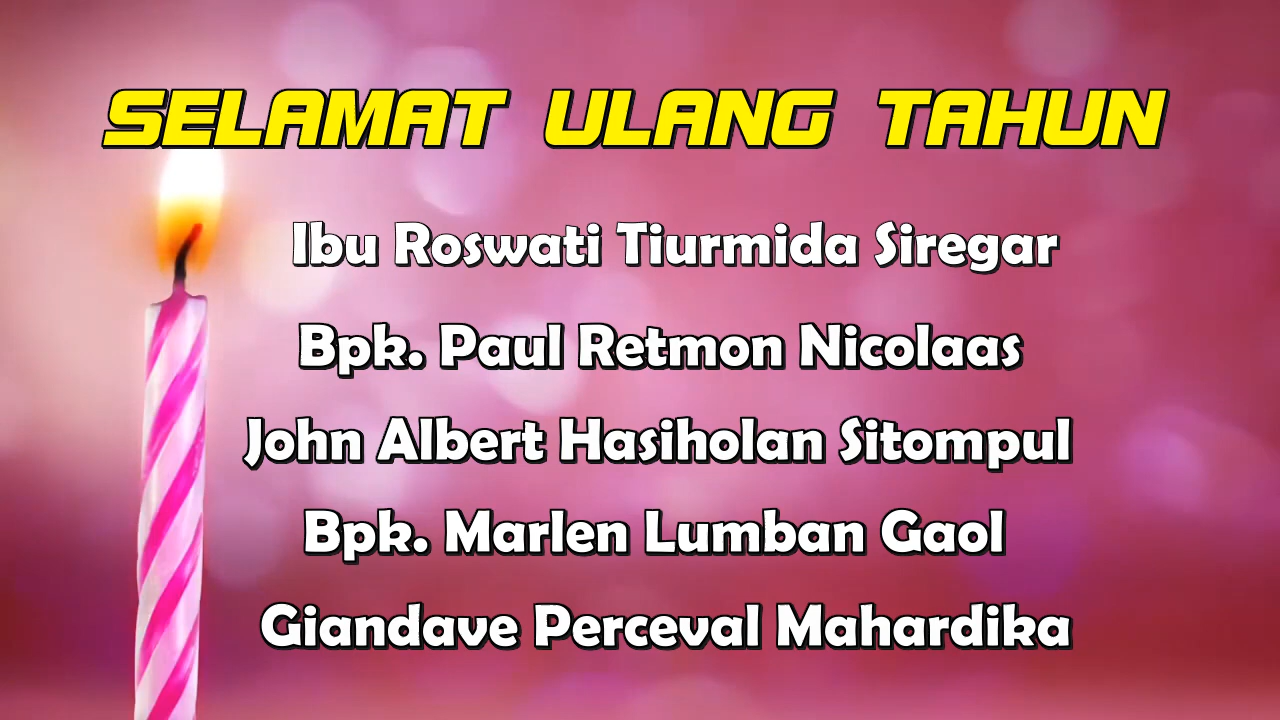 SELAMAT ULANG TAHUN
Ibu Roswati Tiurmida Siregar
Bpk. Paul Retmon Nicolaas
John Albert Hasiholan Sitompul
Bpk. Marlen Lumban Gaol
Giandave Perceval Mahardika